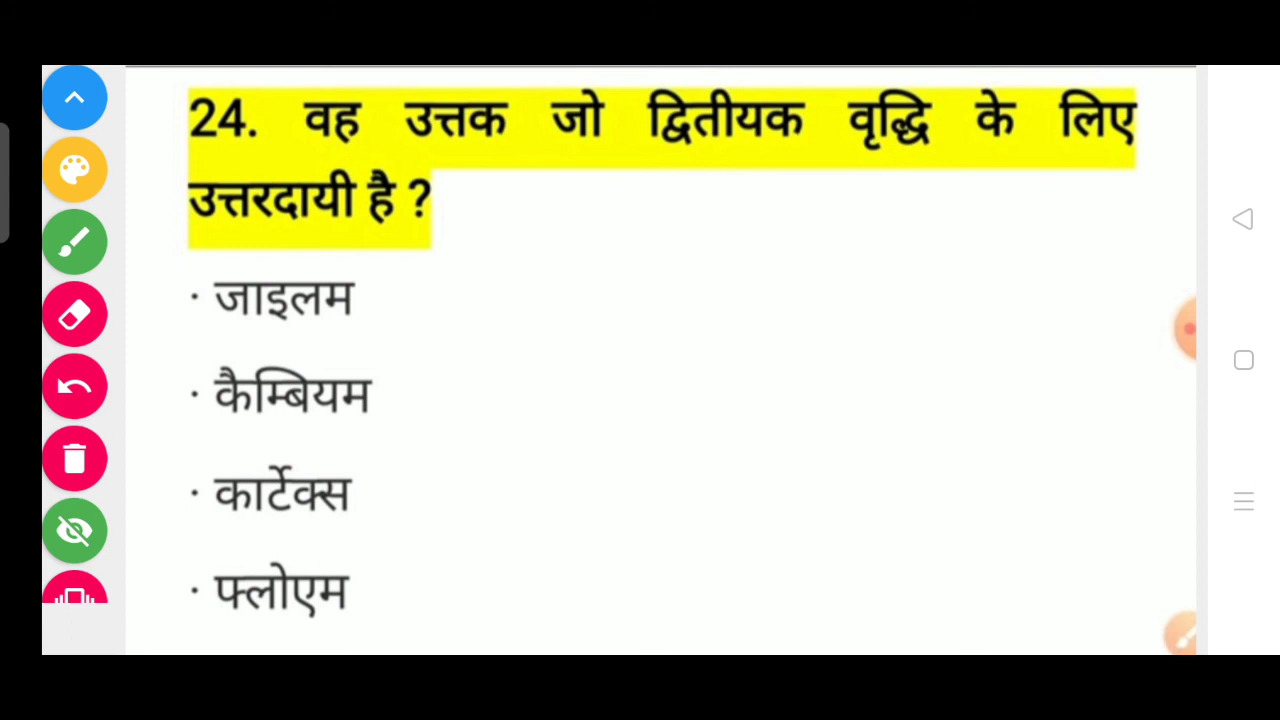 24. वह उत्तक जो द्वितीयक वृद्धि के लिए
उत्तरदायी है ?
· जाइलम
· कैम्बियम
· कार्टेक्स
· फ्लोएम